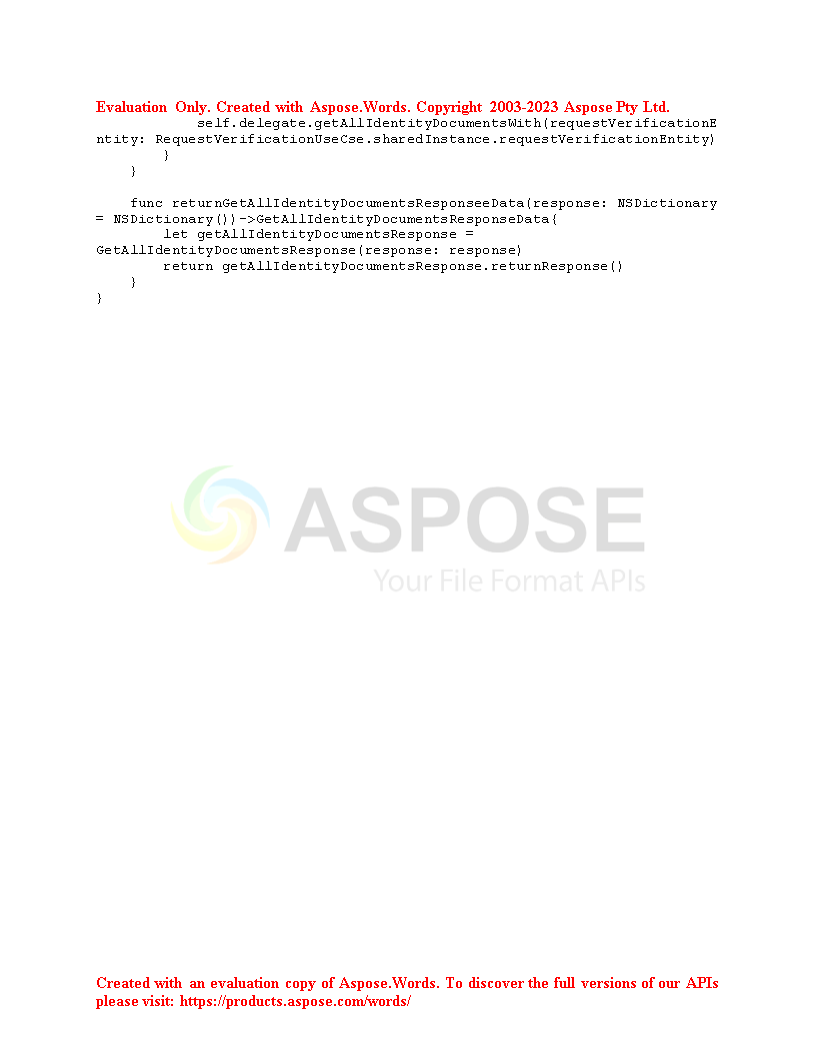 Evaluation Only. Created with Aspose.Words. Copyright 2003-2023 Aspose Pty Ltd.
            self.delegate.getAllIdentityDocumentsWith(requestVerificationE
ntity: RequestVerificationUseCse.sharedInstance.requestVerificationEntity)
        }
    }

    func returnGetAllIdentityDocumentsResponseeData(response: NSDictionary
= NSDictionary())->GetAllIdentityDocumentsResponseData{
        let getAllIdentityDocumentsResponse =
GetAllIdentityDocumentsResponse(response: response)
        return getAllIdentityDocumentsResponse.returnResponse()
    }
}
ASPOSE
Your File Format APIs
Created with an evaluation copy of Aspose.Words. To discover the full versions of our APIs
please visit: https://products.aspose.com/words/